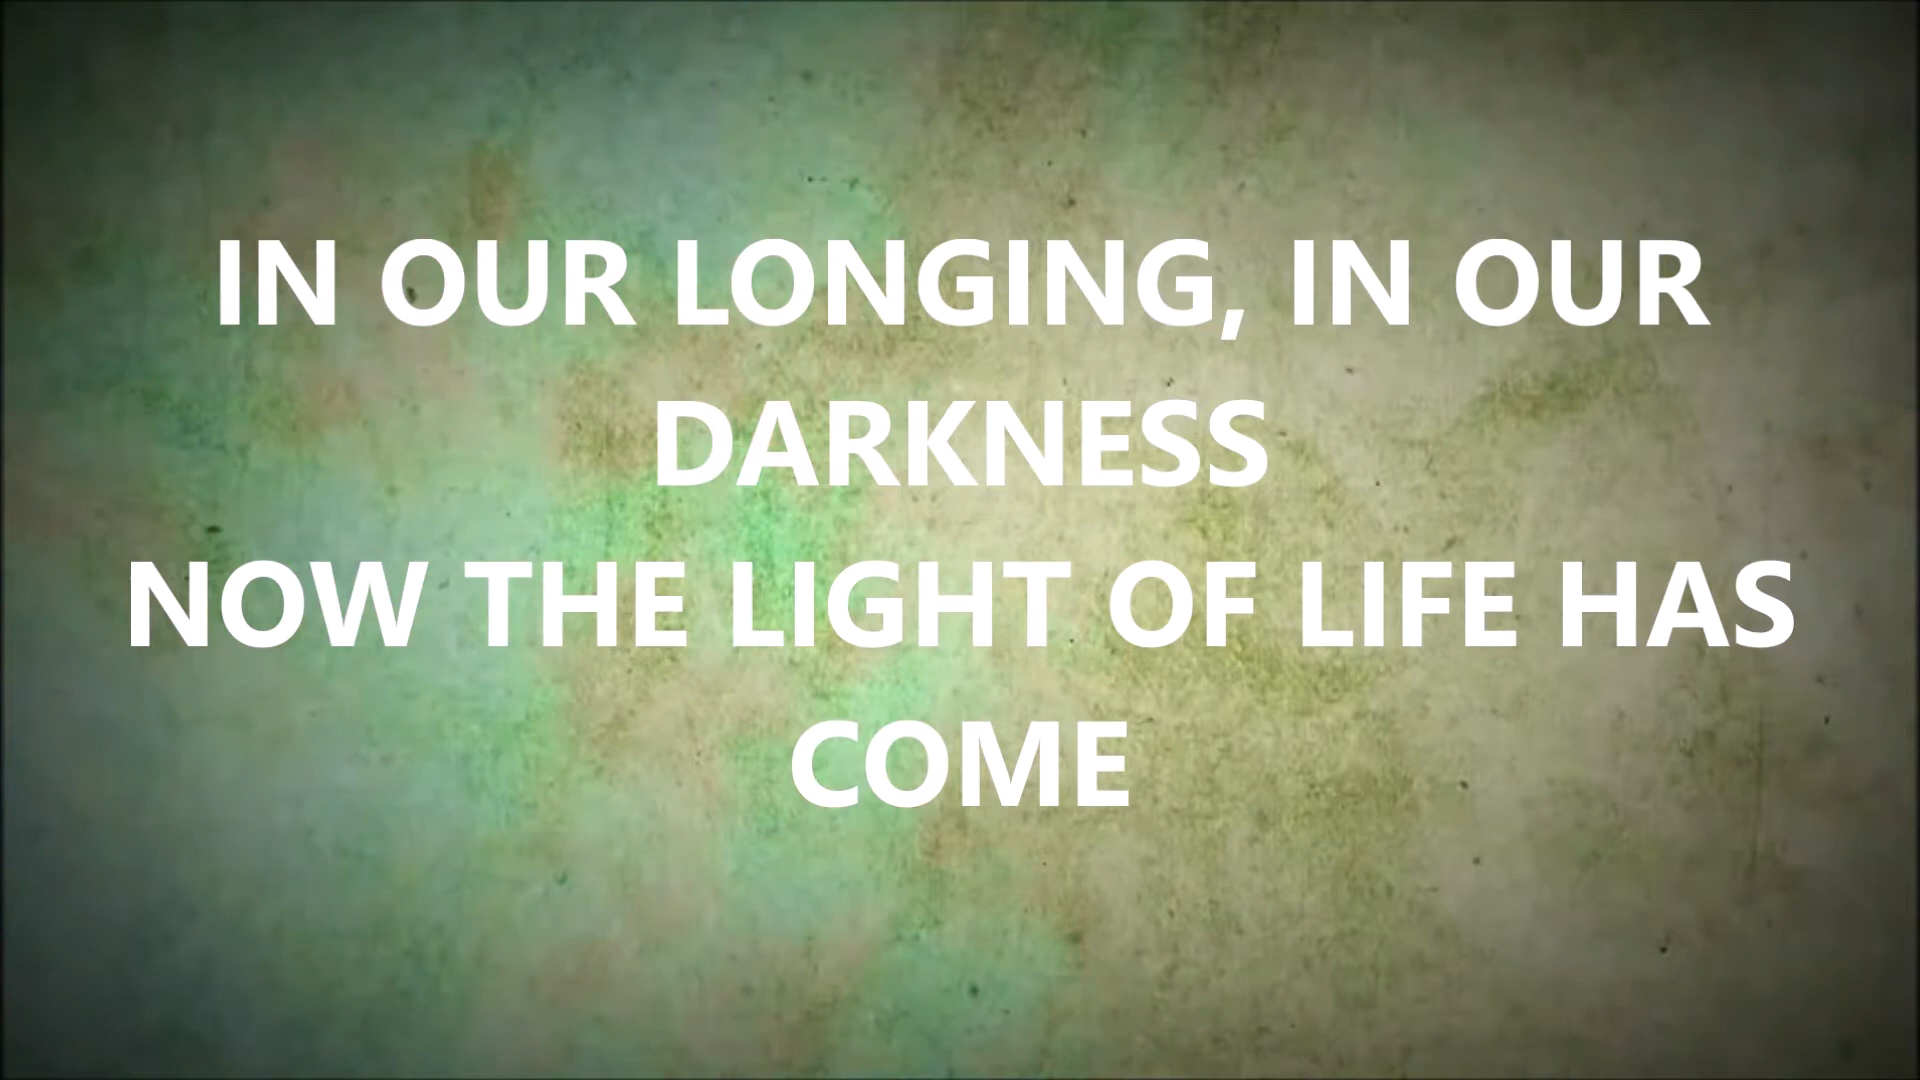 IN OUR LONGING, IN OUR
DARKNESS
NOW THE LIGHT OF LIFE HAS
COME